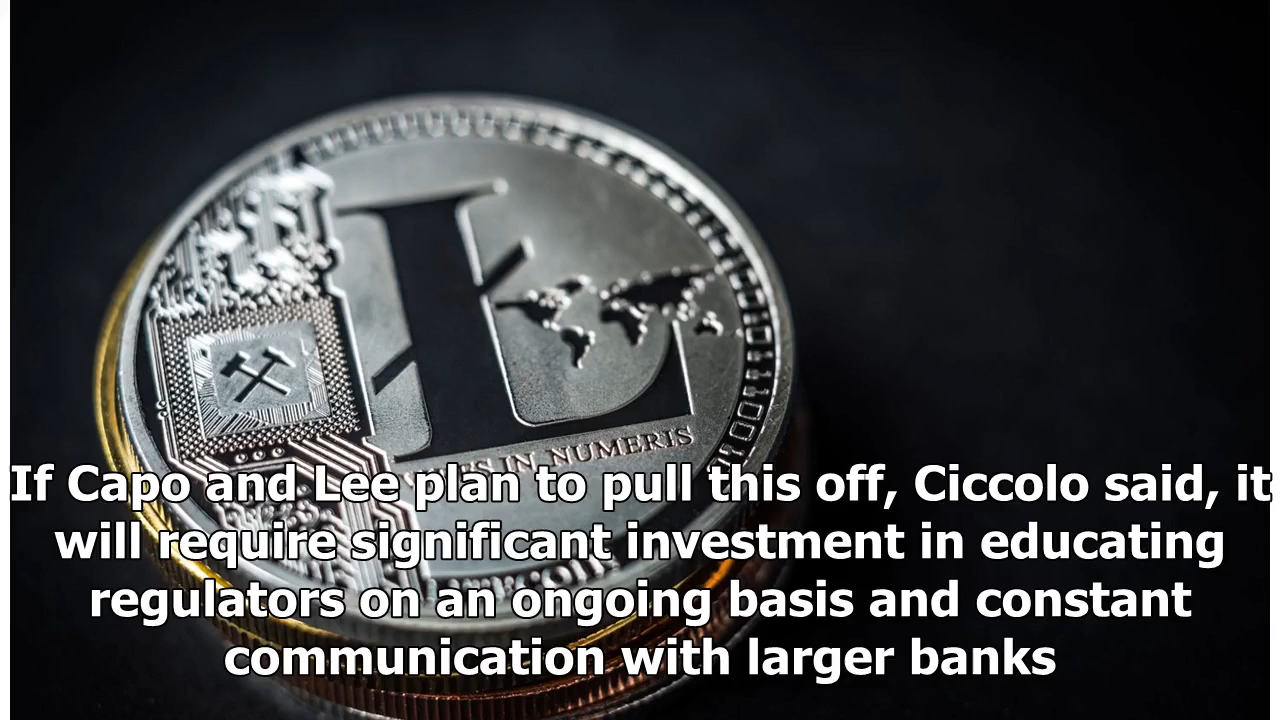 L
IN NUMERIS
If Capo and Lee plan to pull this off, Ciccolo said, it
will require significant investment in educating
regulators on an ongoing basis and constant
communication with larger banks